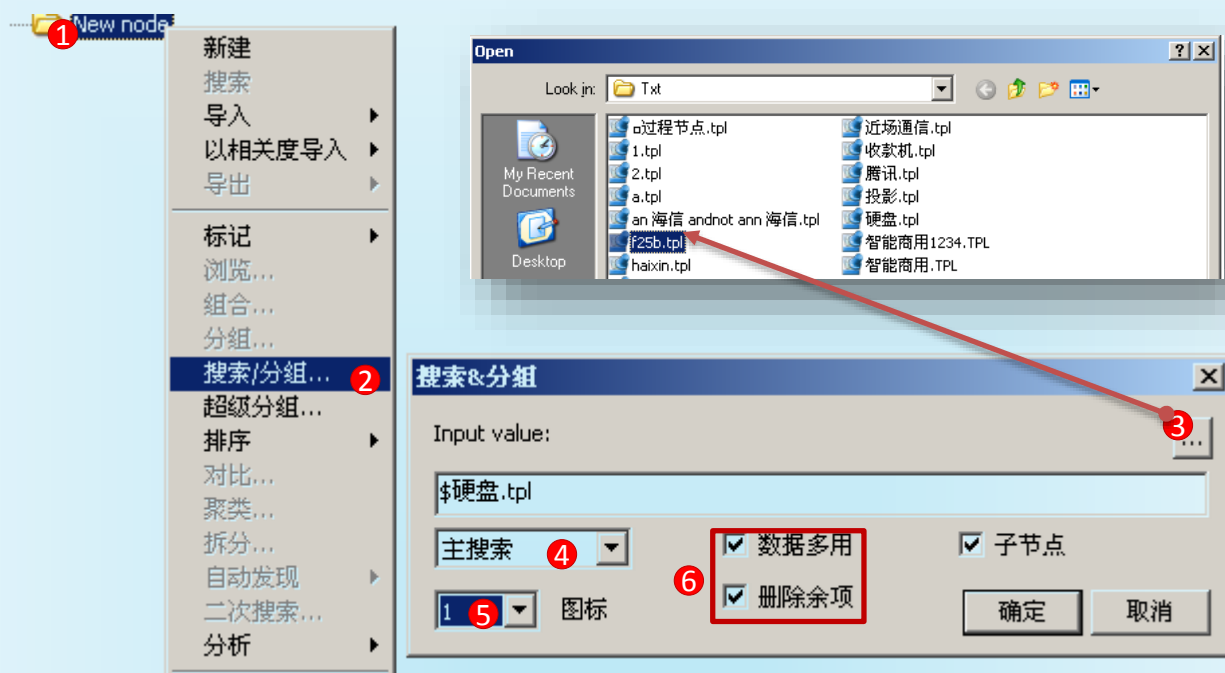 New node
1
新建
搜索
导入
以相关度导入
导出
标记
浏览...
组合...
分组...
搜索/分组...
2
超级分组...
排序
对比...
聚类...
拆分...
自动发现
二次搜索...
分析
Open
Look in:
Txt
My Recent
Documents
Desktop
¤过程节点.tpl
1.tpl
2.tpl
a.tpl
an 海信 andnot ann 海信.tpl
f25b.tpl
haixin.tpl
近场通信.tpl
收款机.tpl
腾讯.tpl
投影.tpl
硬盘.tpl
智能商用1234.TPL
智能商用.TPL
搜索&分组
Input value:
3
...
$硬盘.tpl
主搜索
4
数据多用
子节点
6
1
5
图标
删除余项
确定
取消